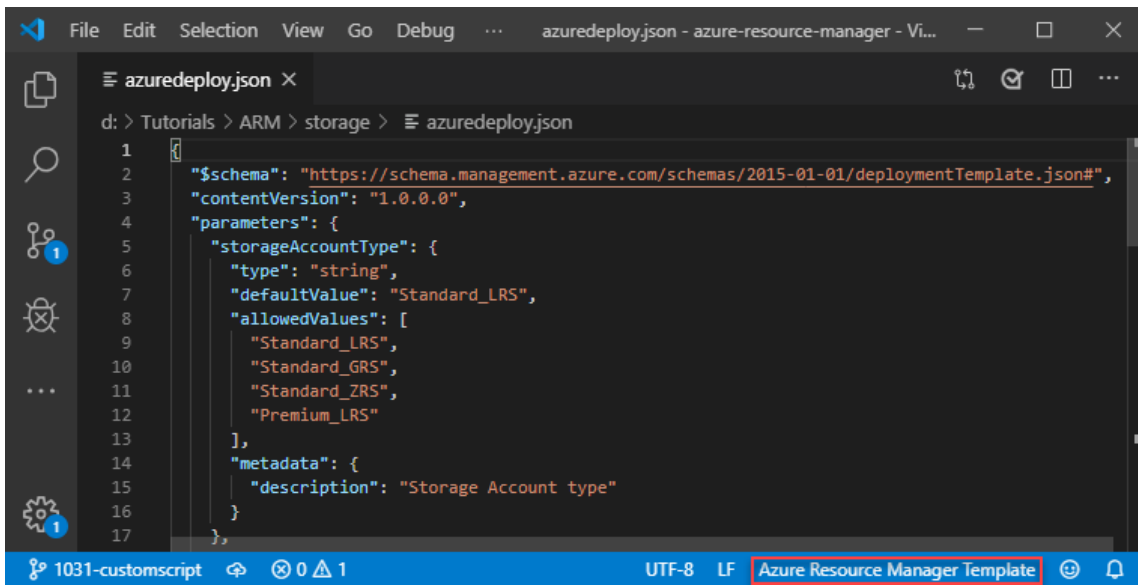 File Edit Selection View Go Debug ··· azuredeploy.json - azure-resource-manager - Vi...
azuredeploy.json
d: > Tutorials > ARM > storage > azuredeploy.json
1 {
2 "$schema": "https://schema.management.azure.com/schemas/2015-01-01/deploymentTemplate.json#",
3 "contentVersion": "1.0.0.0",
4 "parameters": {
5 "storageAccountType": {
6 "type": "string",
7 "defaultValue": "Standard_LRS",
8 "allowedValues": [
9 "Standard_LRS",
10 "Standard_GRS",
11 "Standard_ZRS",
12 "Premium_LRS"
13 ],
14 "metadata": {
15 "description": "Storage Account type"
16 }
17 },
1
1
1031-customscript 0 1 UTF-8 LF Azure Resource Manager Template